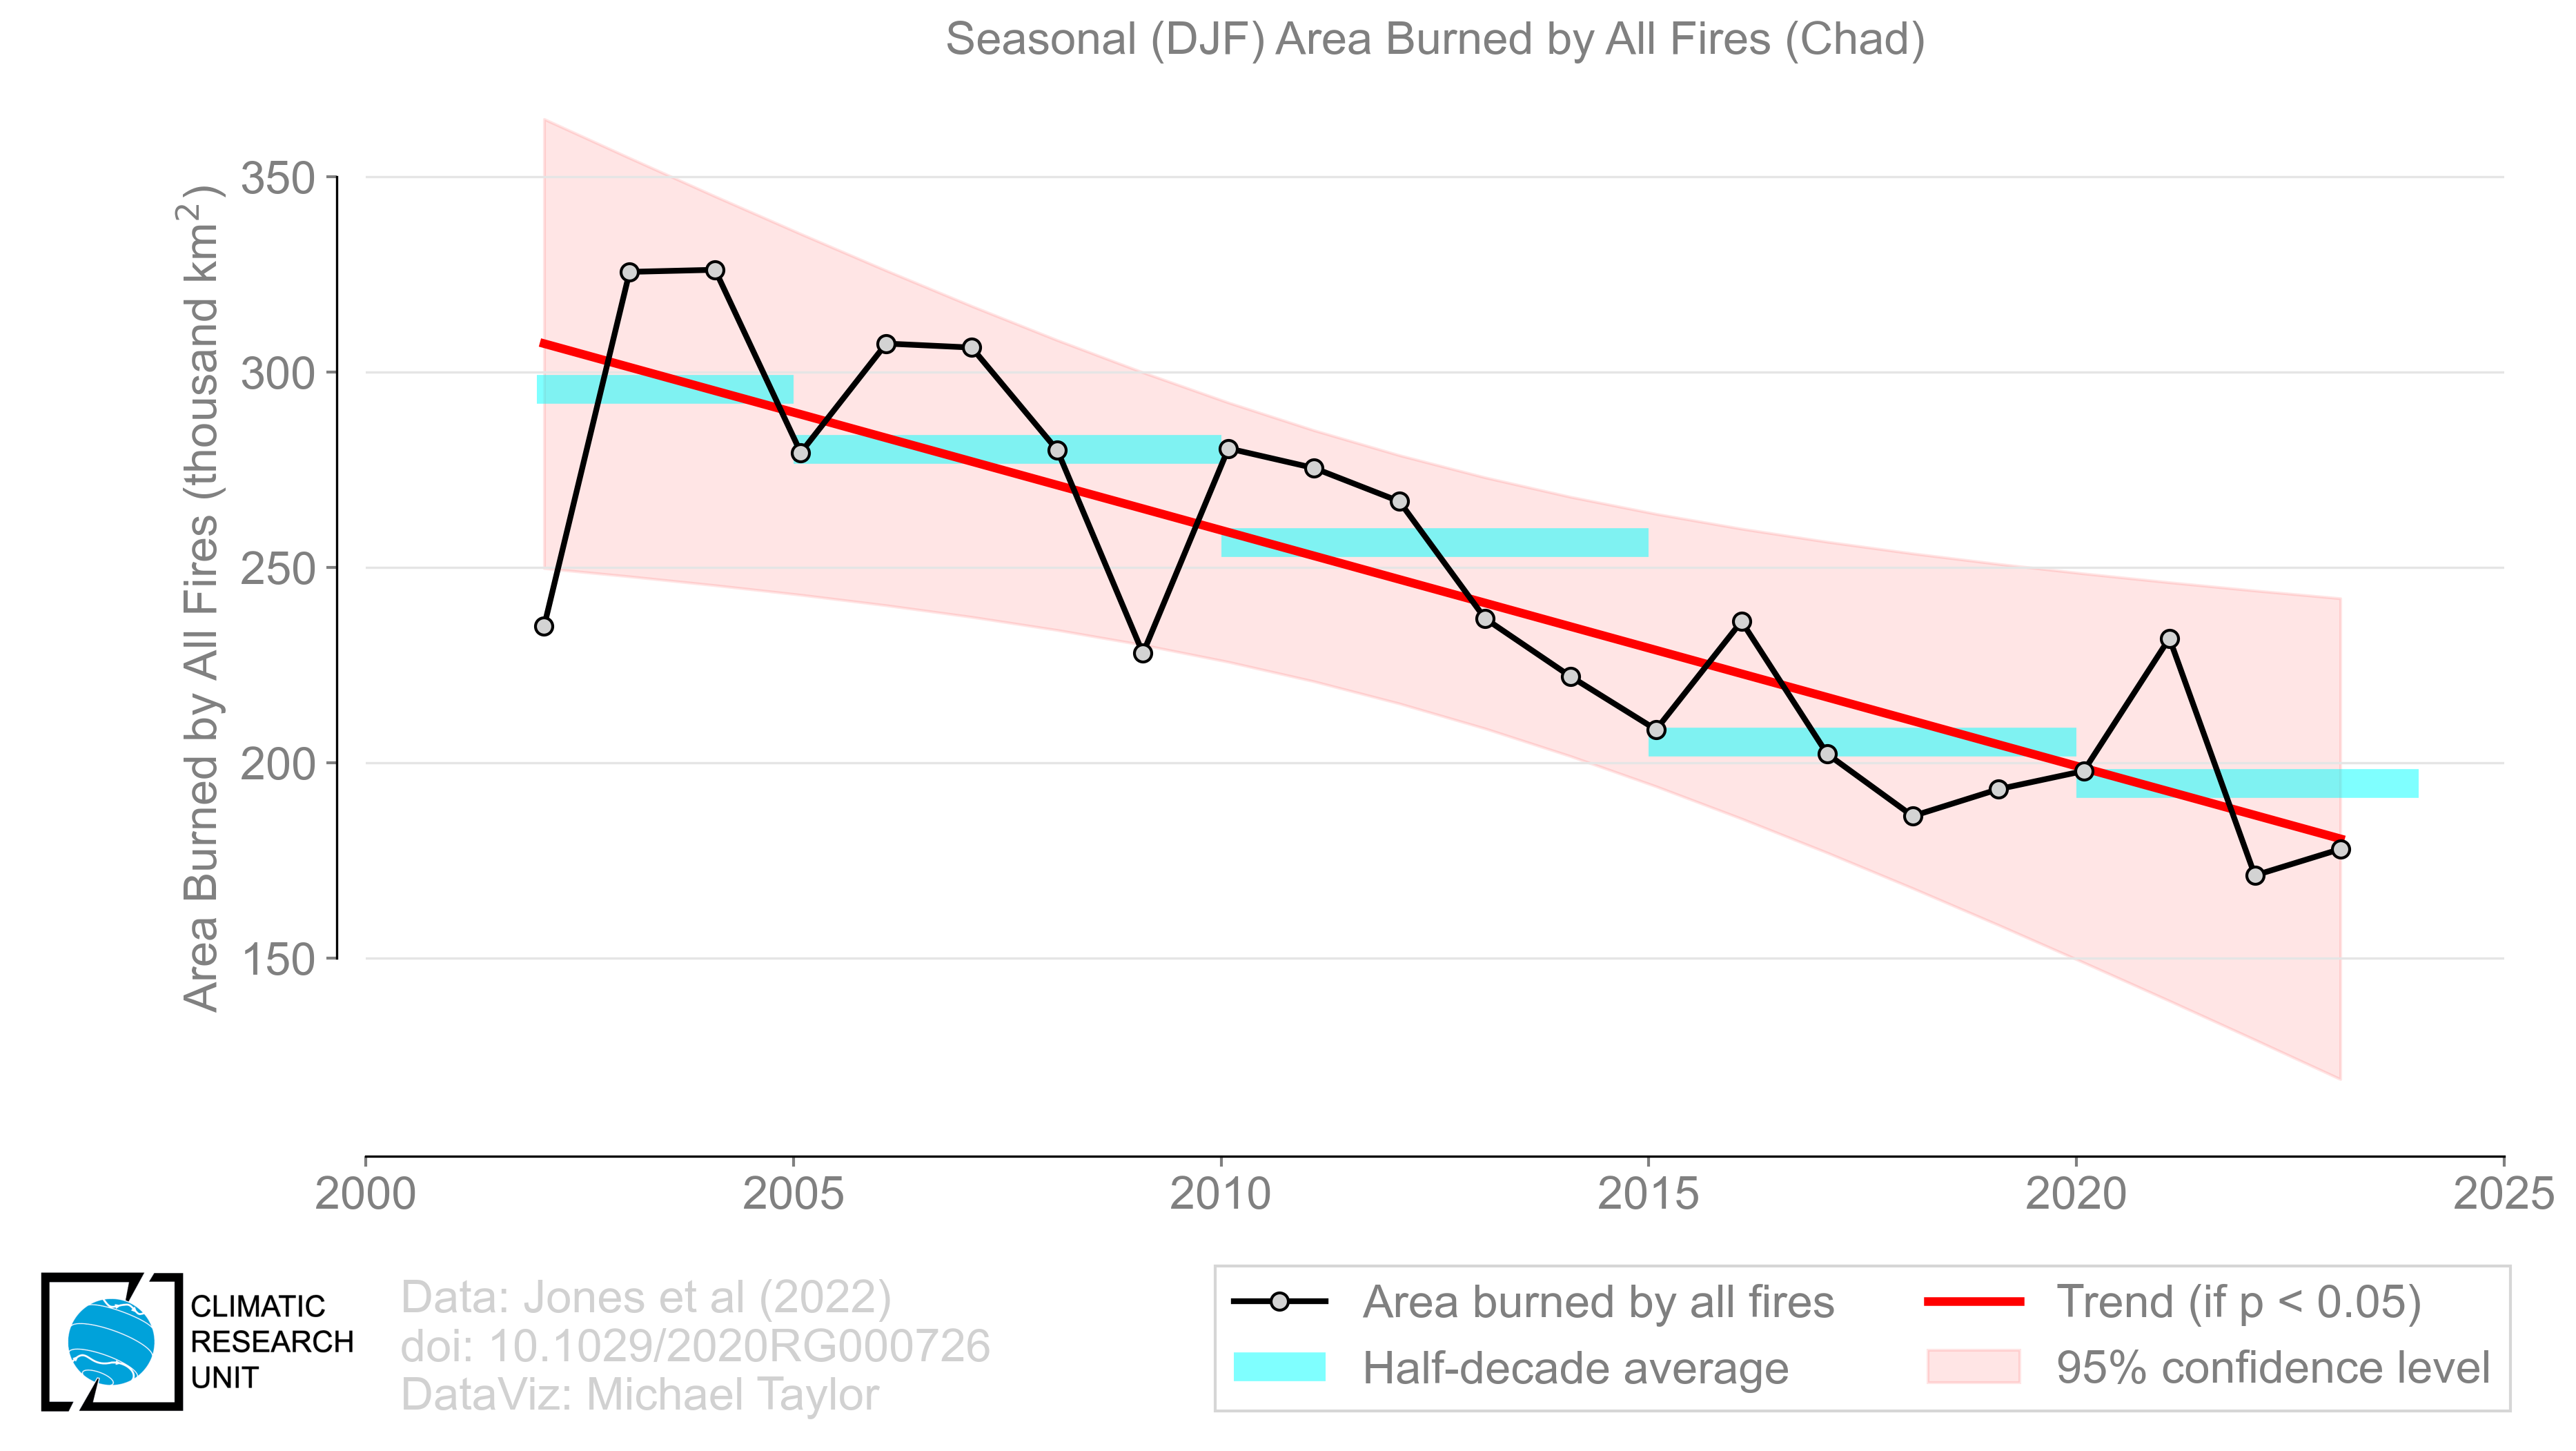 Seasonal (DJF) Area Burned by All Fires (Chad)
Area Burned by All Fires (thousand km²)
350
300
250
200
150
2000
2005
2010
2015
2020
2025
CLIMATIC
RESEARCH
UNIT
Data: Jones et al (2022)
doi: 10.1029/2020RG000726
DataViz: Michael Taylor
Area burned by all fires
Half-decade average
Trend (if p < 0.05)
95% confidence level